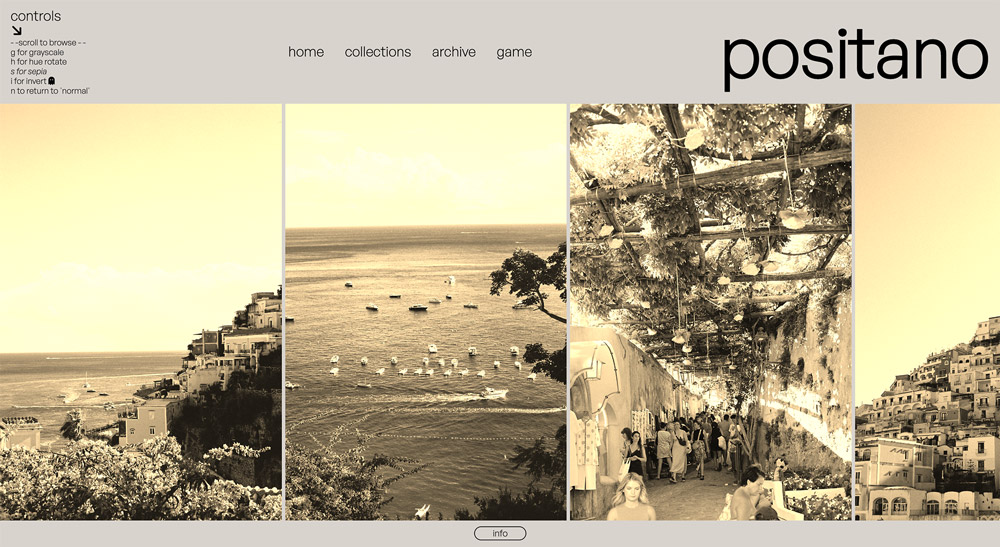 controls
--scroll to browse--
g for grayscale
h for hue rotate
s for sepia
i for invert
n to return to 'normal'
home collections archive game
positano
info